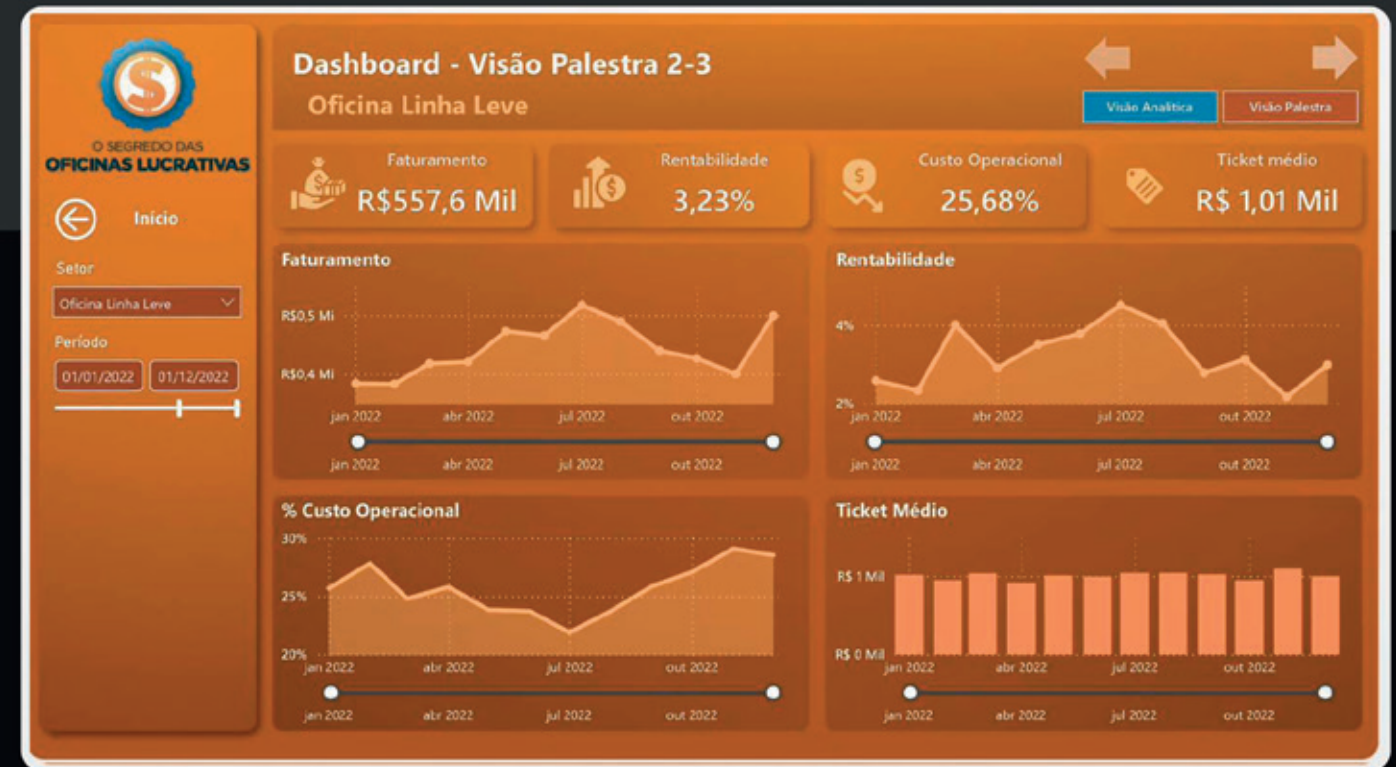 O SEGREDO DAS
OFICINAS LUCRATIVAS
Início
Setor
Oficina Linha Leve
Período
01/01/2022 01/12/2022
Dashboard - Visão Palestra 2-3
Oficina Linha Leve
Visão Analítica
Visão Palestra
Faturamento
R$557,6 Mil
Rentabilidade
3,23%
Custo Operacional
25,68%
Ticket médio
R$ 1,01 Mil
Faturamento
R$0,5 Mi
R$0,4 Mi
jan 2022 abr 2022 jul 2022 out 2022
jan 2022 abr 2022 jul 2022 out 2022
Rentabilidade
4%
2%
jan 2022 abr 2022 jul 2022 out 2022
jan 2022 abr 2022 jul 2022 out 2022
% Custo Operacional
30%
25%
20%
jan 2022 abr 2022 jul 2022 out 2022
jan 2022 abr 2022 jul 2022 out 2022
Ticket Médio
R$ 1 Mil
R$ 0 Mil
jan 2022 abr 2022 jul 2022 out 2022
jan 2022 abr 2022 jul 2022 out 2022